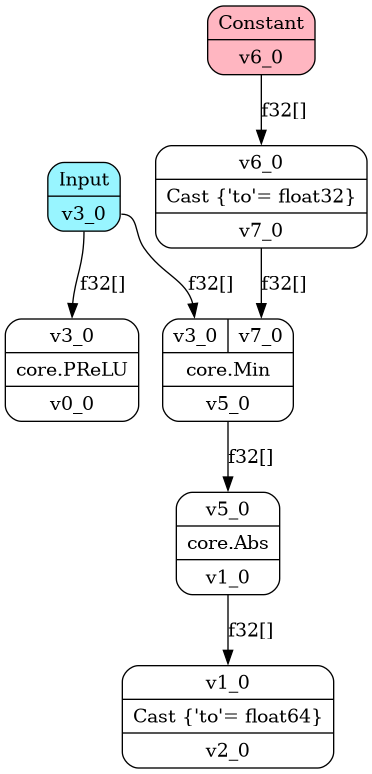 Constant
v6_0
f32[]
v6_0
Cast {'to'= float32}
v7_0
Input
v3_0
f32[]
f32[]
f32[]
v3_0
core.PReLU
v0_0
v3_0 v7_0
core.Min
v5_0
f32[]
v5_0
core.Abs
v1_0
f32[]
v1_0
Cast {'to'= float64}
v2_0